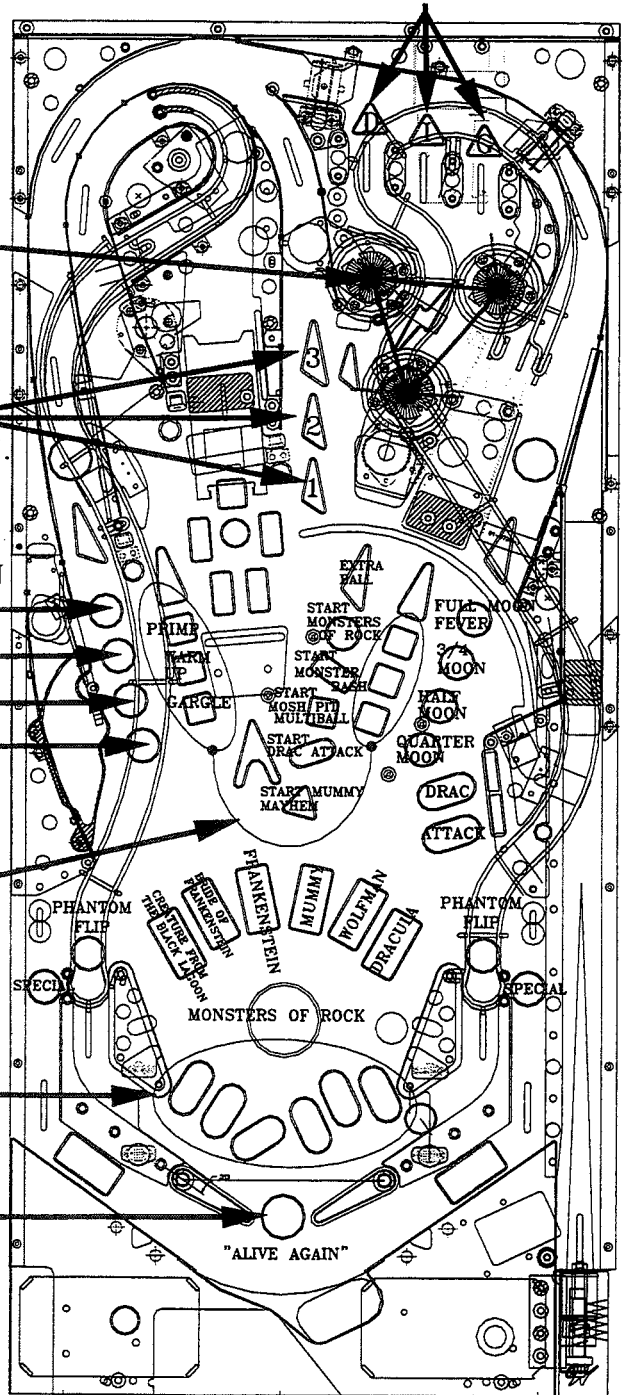 D I G
3
2
1
EXTRA
BALL
START
MONSTERS
OF ROCK
FULL MOON
FEVER
PRIMP
WARM
UP
START
MONSTER
BASH
3/4
MOON
GARGLE
START
MOSH PIT
MULTIBALL
HALF
MOON
START
DRAC ATTACK
QUARTER
MOON
START MUMMY
MAYHEM
DRAC
ATTACK
PHANTOM
FLIP
CREATURE FROM
THE BLACK LAGOON
BRIDE OF
FRANKENSTEIN
FRANKENSTEIN
MUMMY
WOLFMAN
DRACULA
PHANTOM
FLIP
SPECIAL
SPECIAL
MONSTERS OF ROCK
"ALIVE AGAIN"